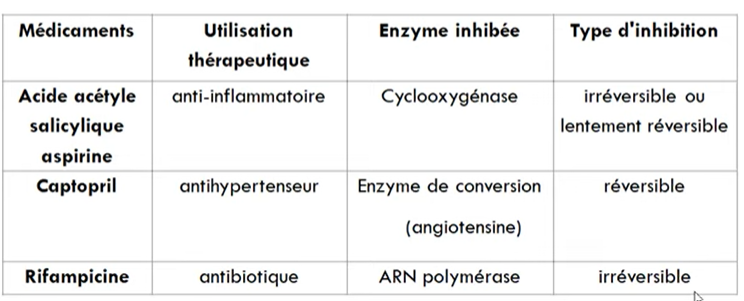 Médicaments Utilisation thérapeutique Enzyme inhibée Type d'inhibition
Acide acétyle salicylique aspirine anti-inflammatoire Cyclooxygénase irréversible ou lentement réversible
Captopril antihypertenseur Enzyme de conversion (angiotensine) réversible
Rifampicine antibiotique ARN polymérase irréversible